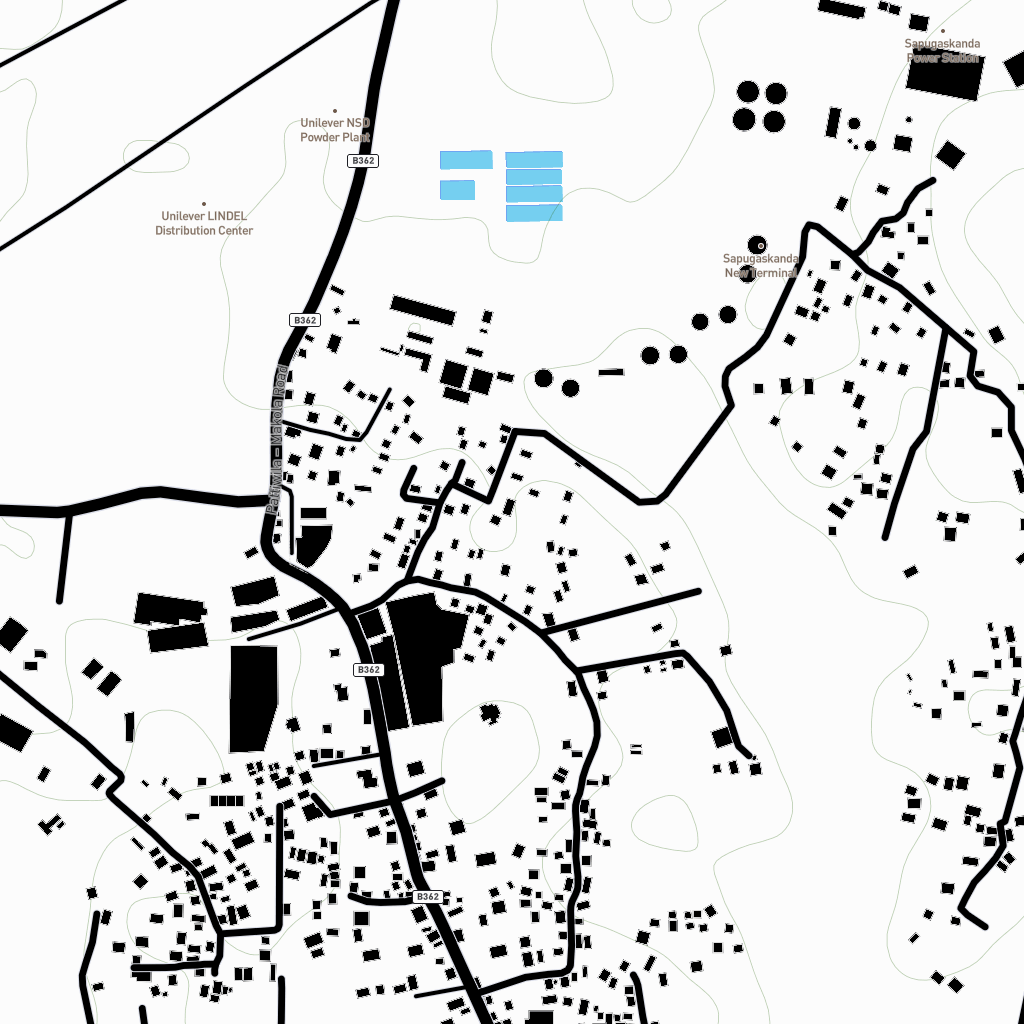 Sapugaskanda
Power Station
Unilever NSD
Powder Plant
B362
Unilever LINDEL
Distribution Center
Sapugaskanda
New Terminal
B362
Pattiwila – Makola Road
B362
B362